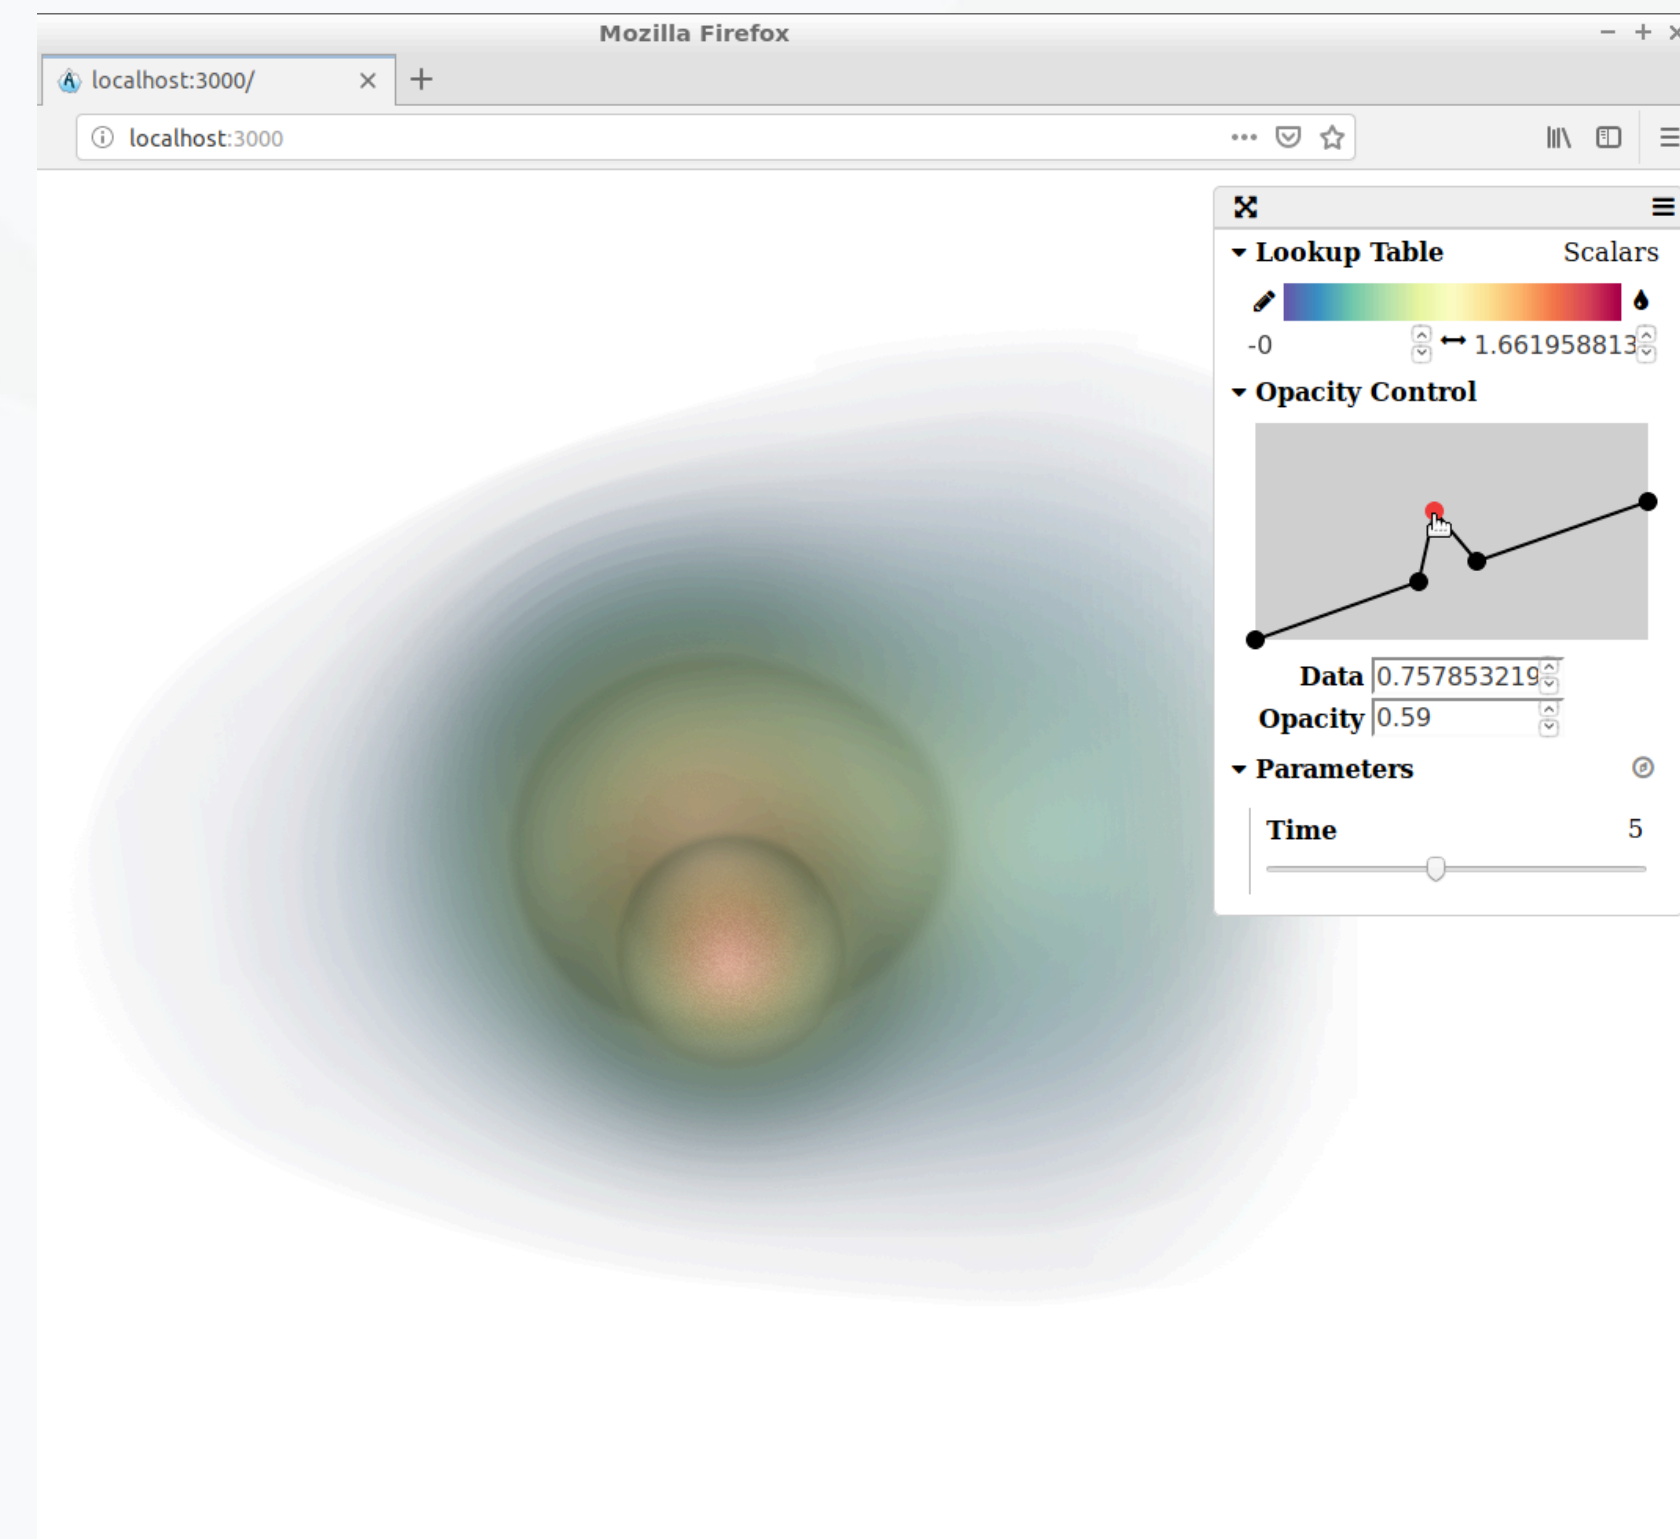 Mozilla Firefox
localhost:3000/
localhost:3000
Lookup Table Scalars
-0 1.661958813
Opacity Control
Data 0.757853219
Opacity 0.59
Parameters
Time 5